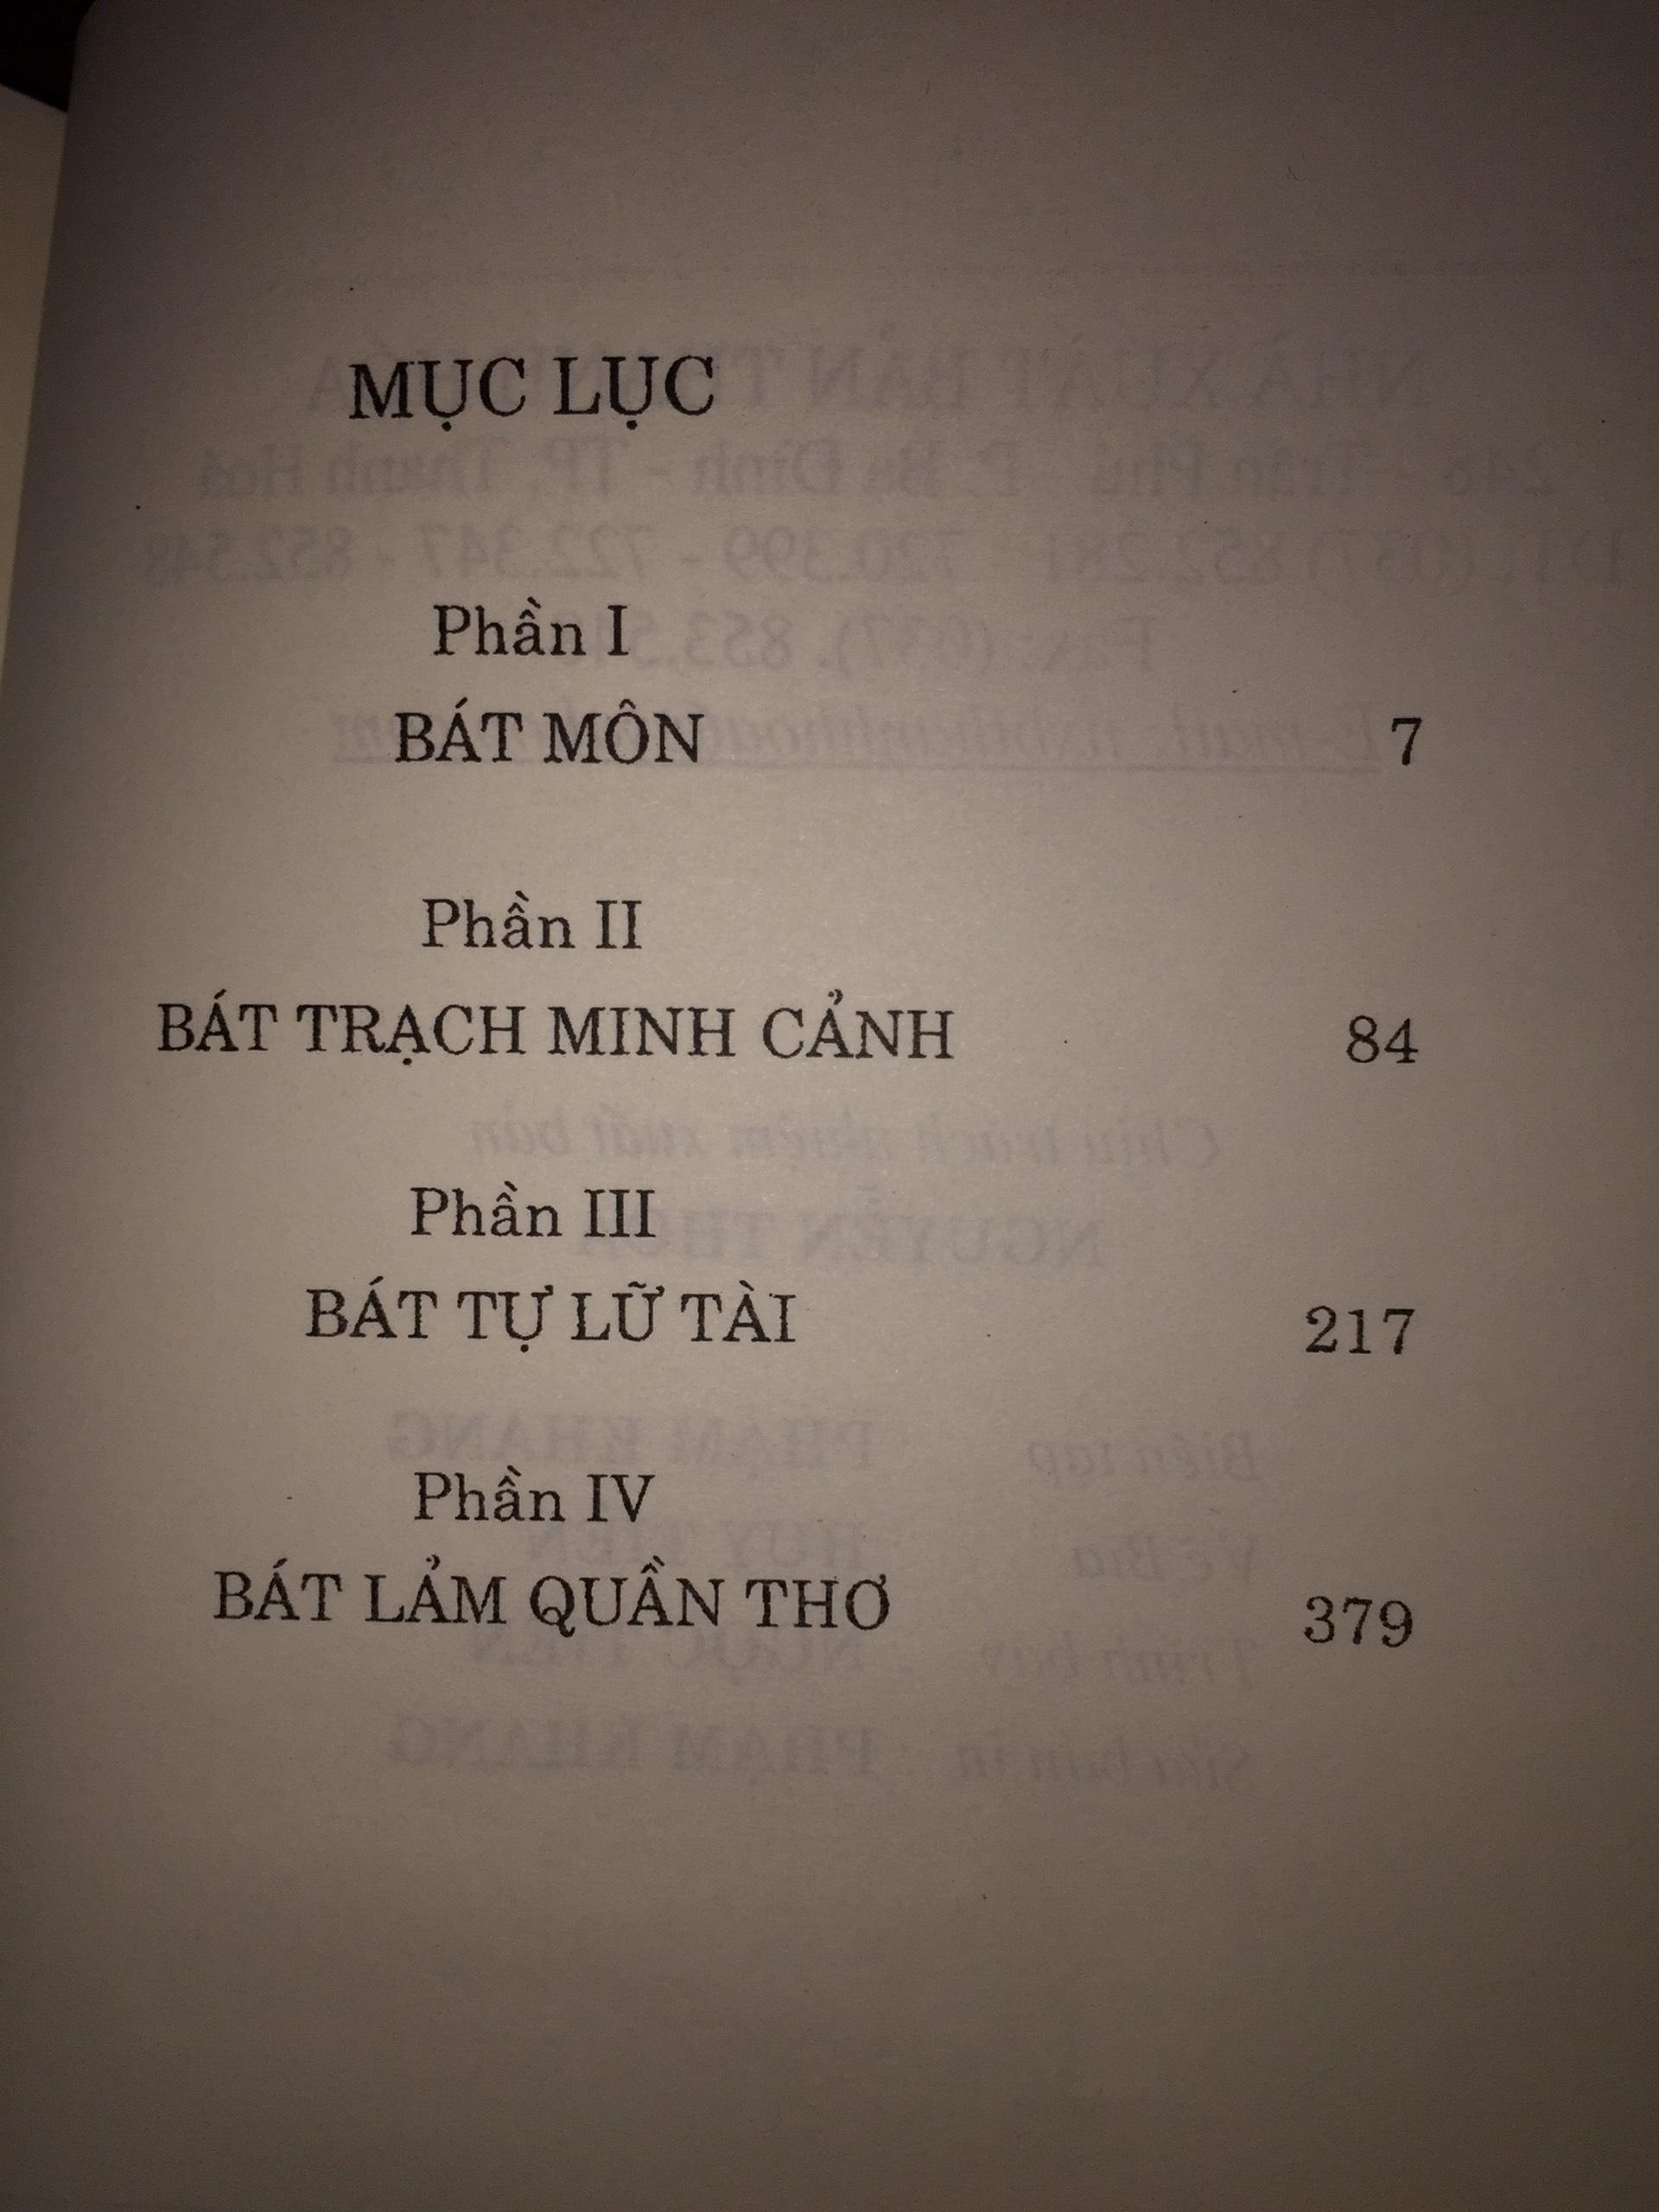 MỤC LỤC
Phần I
BÁT MÔN 7
Phần II
BÁT TRẠCH MINH CẢNH 84
Phần III
BÁT TỰ LỮ TÀI 217
Phần IV
BÁT LẢM QUẦN THƠ 379